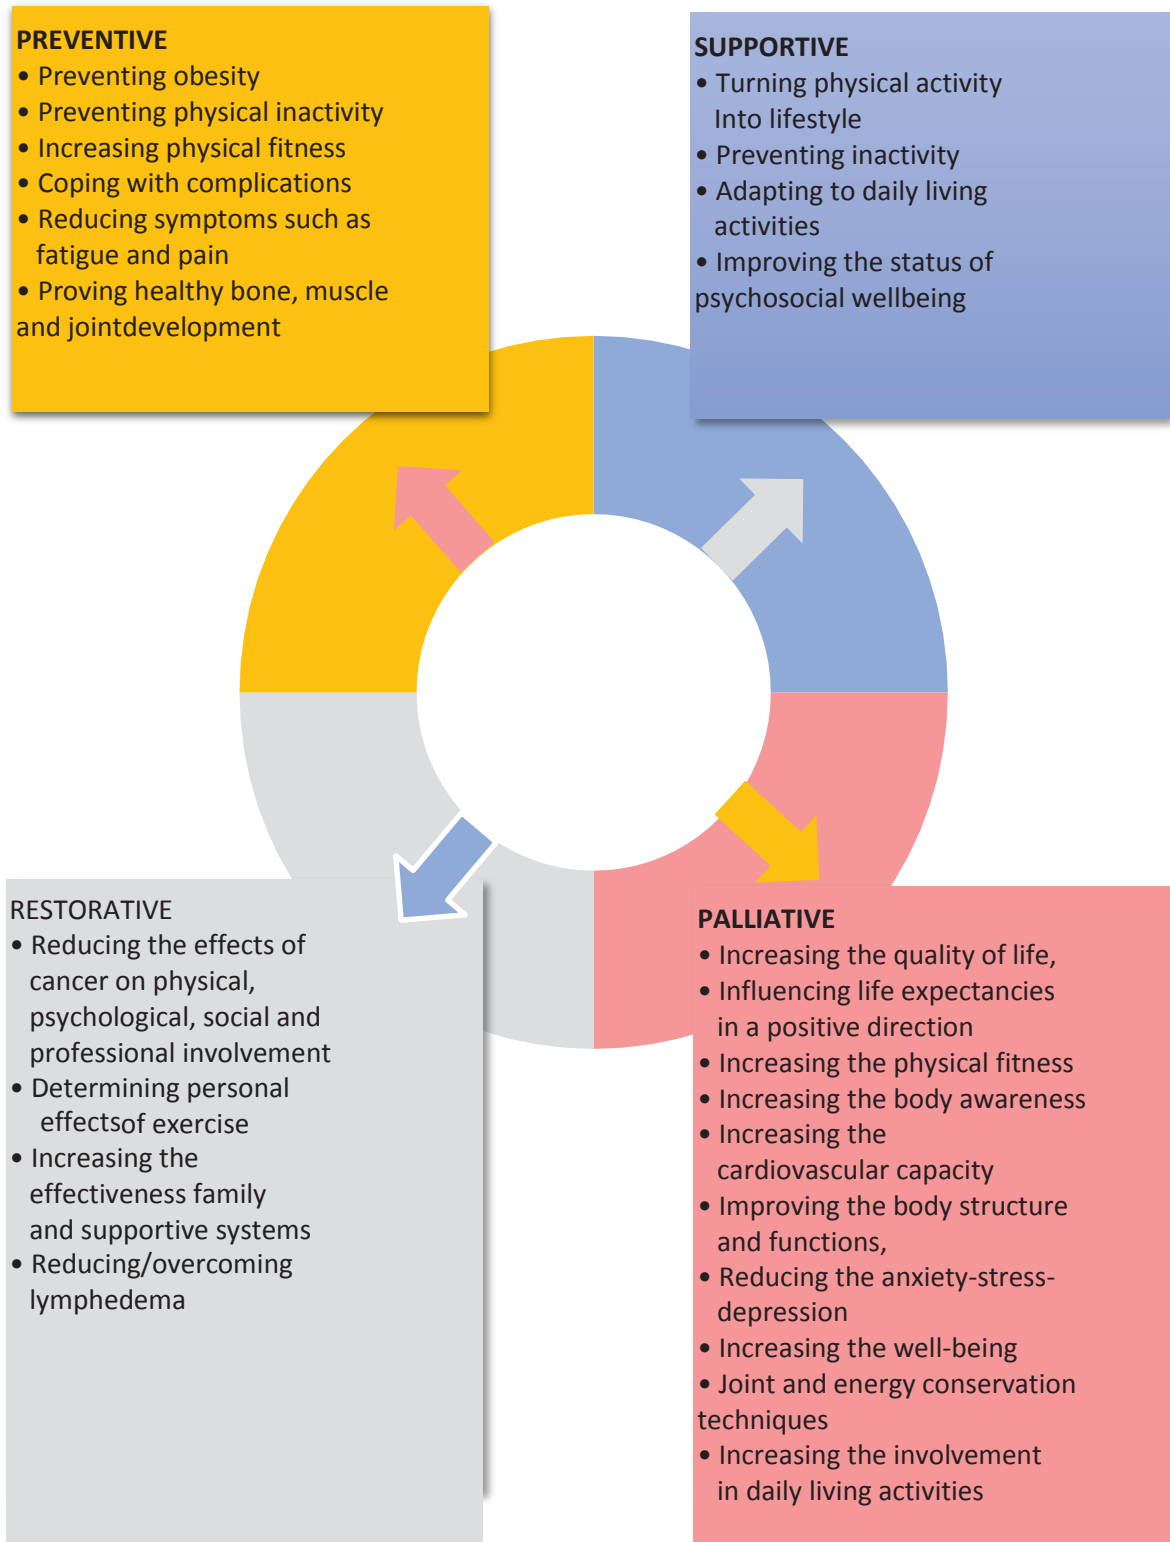 PREVENTIVE
• Preventing obesity
• Preventing physical inactivity
• Increasing physical fitness
• Coping with complications
• Reducing symptoms such as
fatigue and pain
• Proving healthy bone, muscle
and jointdevelopment
SUPPORTIVE
• Turning physical activity
Into lifestyle
• Preventing inactivity
• Adapting to daily living
activities
• Improving the status of
psychosocial wellbeing
RESTORATIVE
• Reducing the effects of
cancer on physical,
psychological, social and
professional involvement
• Determining personal
effectsof exercise
• Increasing the
effectiveness family
and supportive systems
• Reducing/overcoming
lymphedema
PALLIATIVE
• Increasing the quality of life,
• Influencing life expectancies
in a positive direction
• Increasing the physical fitness
• Increasing the body awareness
• Increasing the
cardiovascular capacity
• Improving the body structure
and functions,
• Reducing the anxiety-stress-
depression
• Increasing the well-being
• Joint and energy conservation
techniques
• Increasing the involvement
in daily living activities